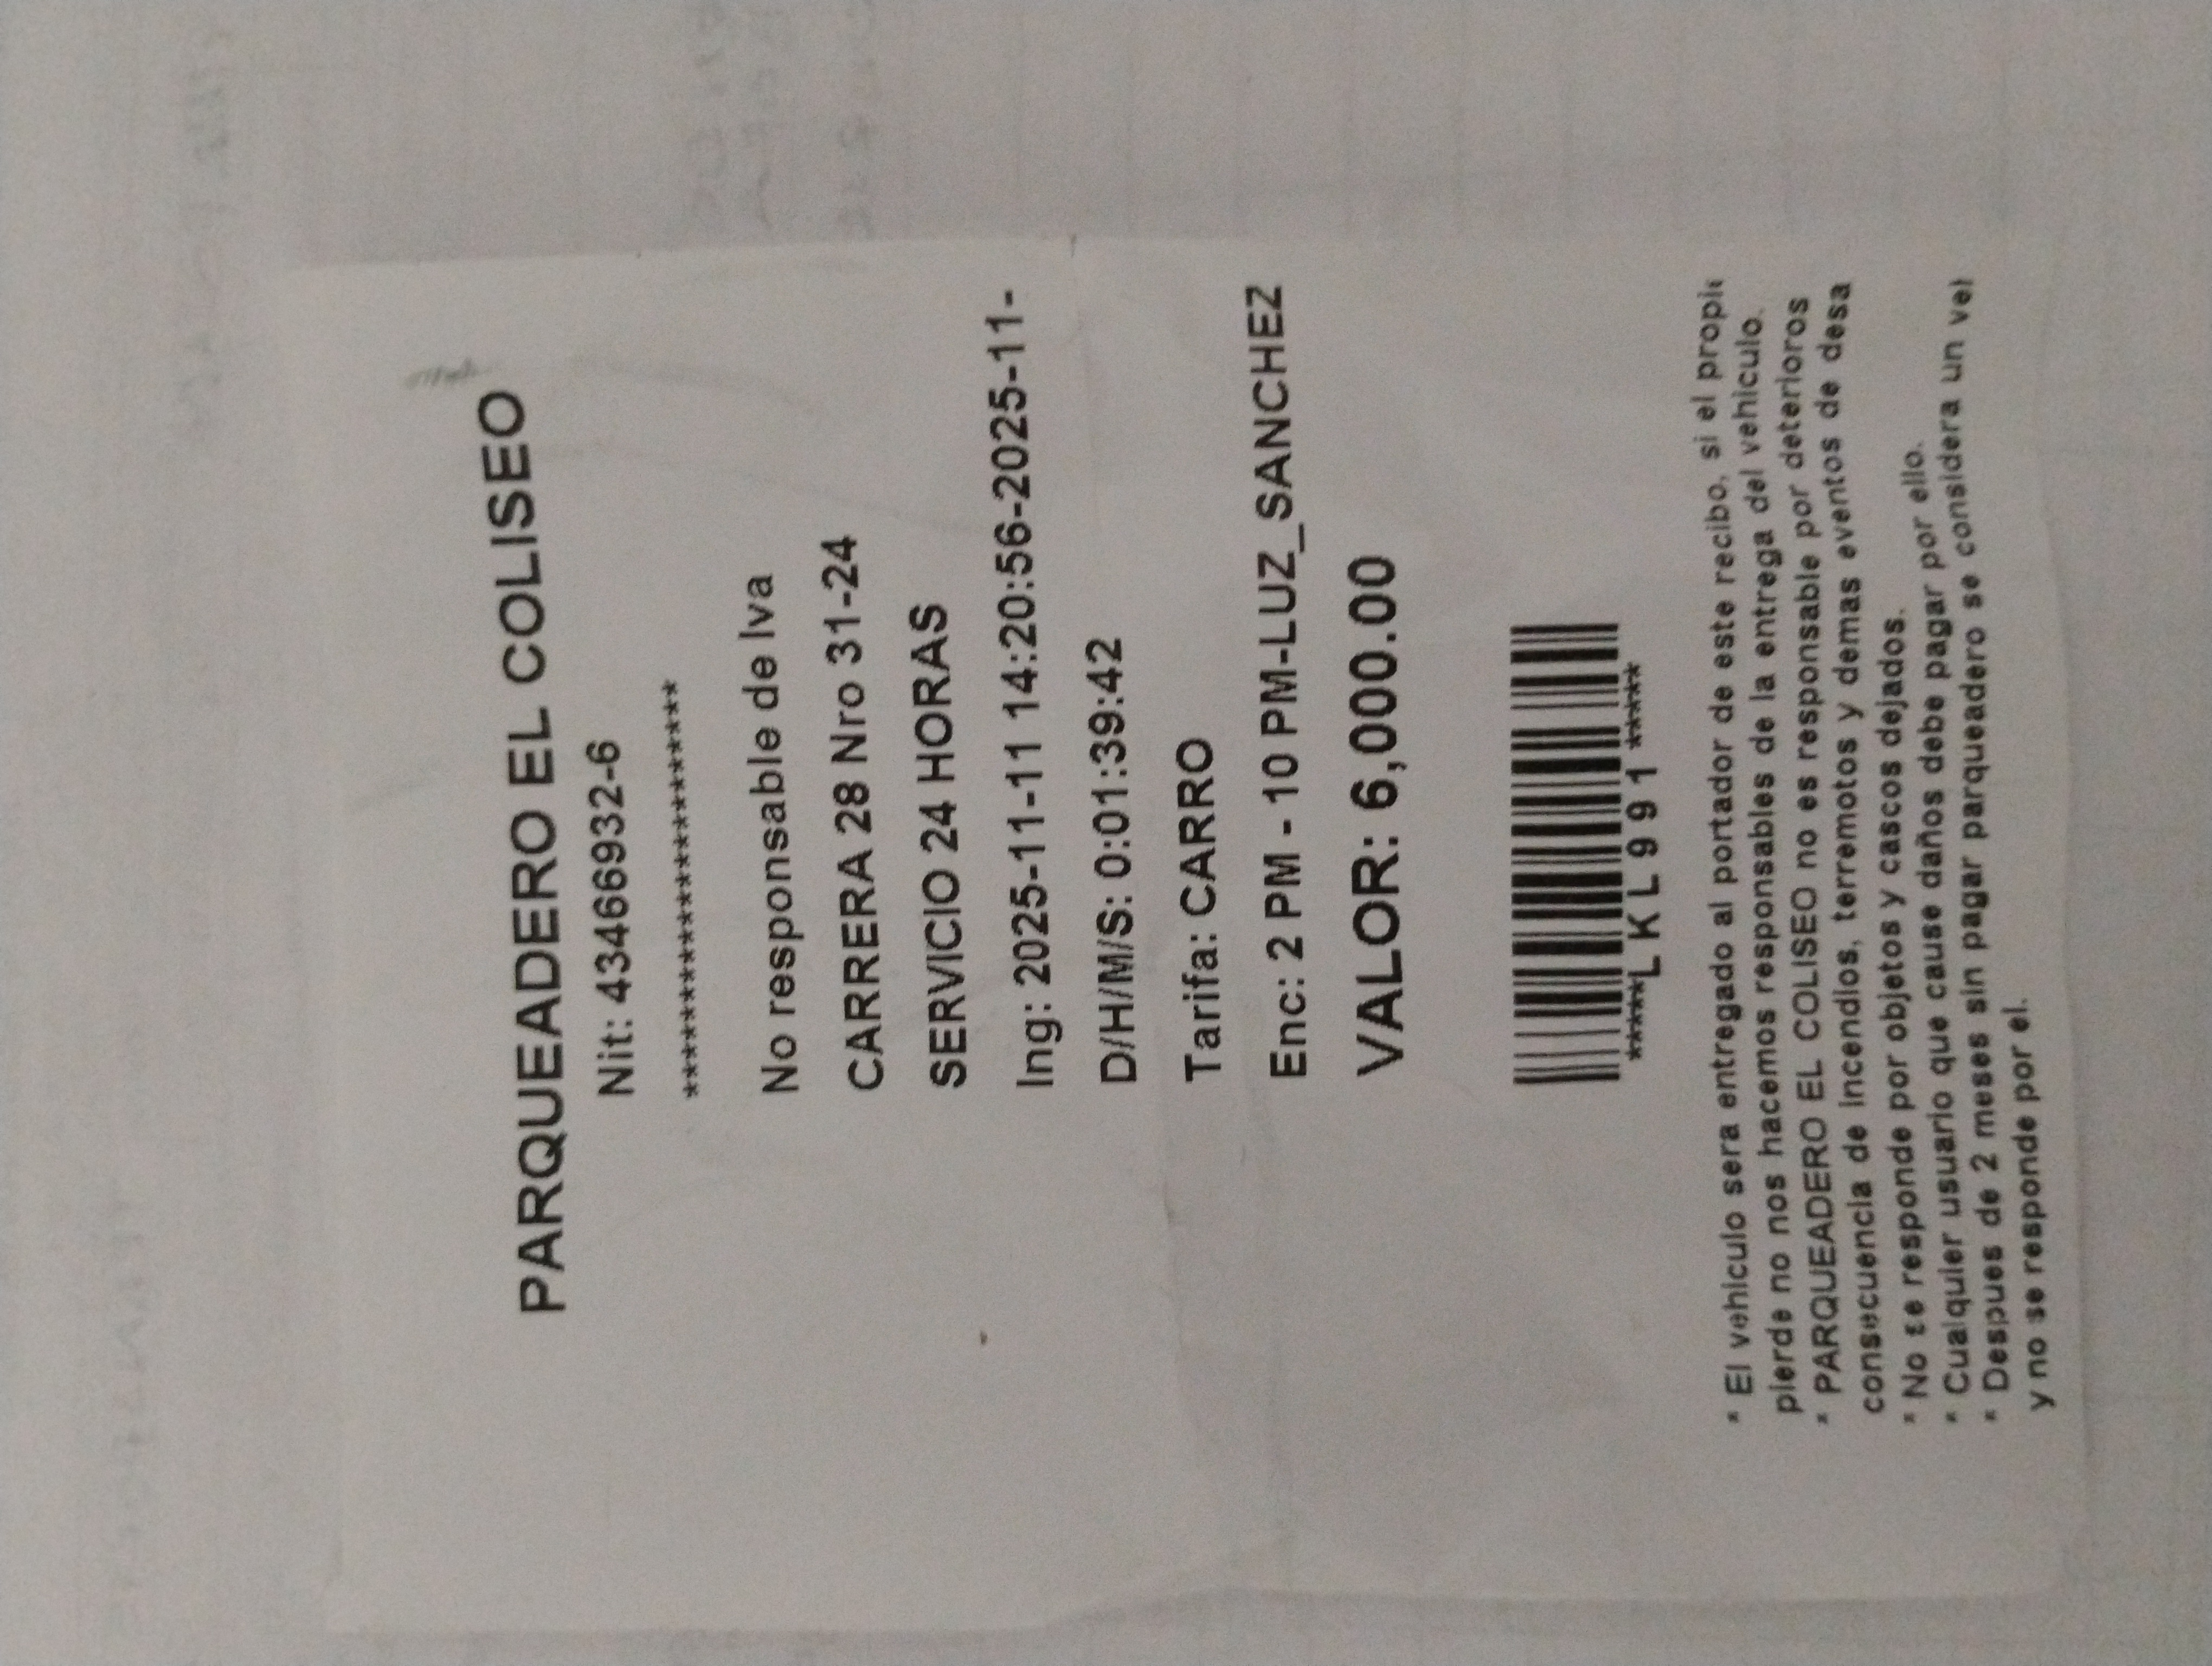 PARQUEADERO EL COLISEO
Nit: 43466932-6
*********************
No responsable de Iva
CARRERA 28 Nro 31-24
SERVICIO 24 HORAS
Ing: 2025-11-11 14:20:56-2025-11-
D/H/M/S: 0:01:39:42
Tarifa: CARRO
Enc: 2 PM - 10 PM-LUZ_SANCHEZ
VALOR: 6,000.00
*****LKL991*****
* El vehiculo sera entregado al portador de este recibo, si el propi
pierde no nos hacemos responsables de la entrega del vehiculo.
* PARQUEADERO EL COLISEO no es responsable por deterioros
consecuencia de incendios, terremotos y demas eventos de desa
* No se responde por objetos y cascos dejados.
* Cualquier usuario que cause daños debe pagar por ello.
* Despues de 2 meses sin pagar parqueadero se considera un veh
y no se responde por el.